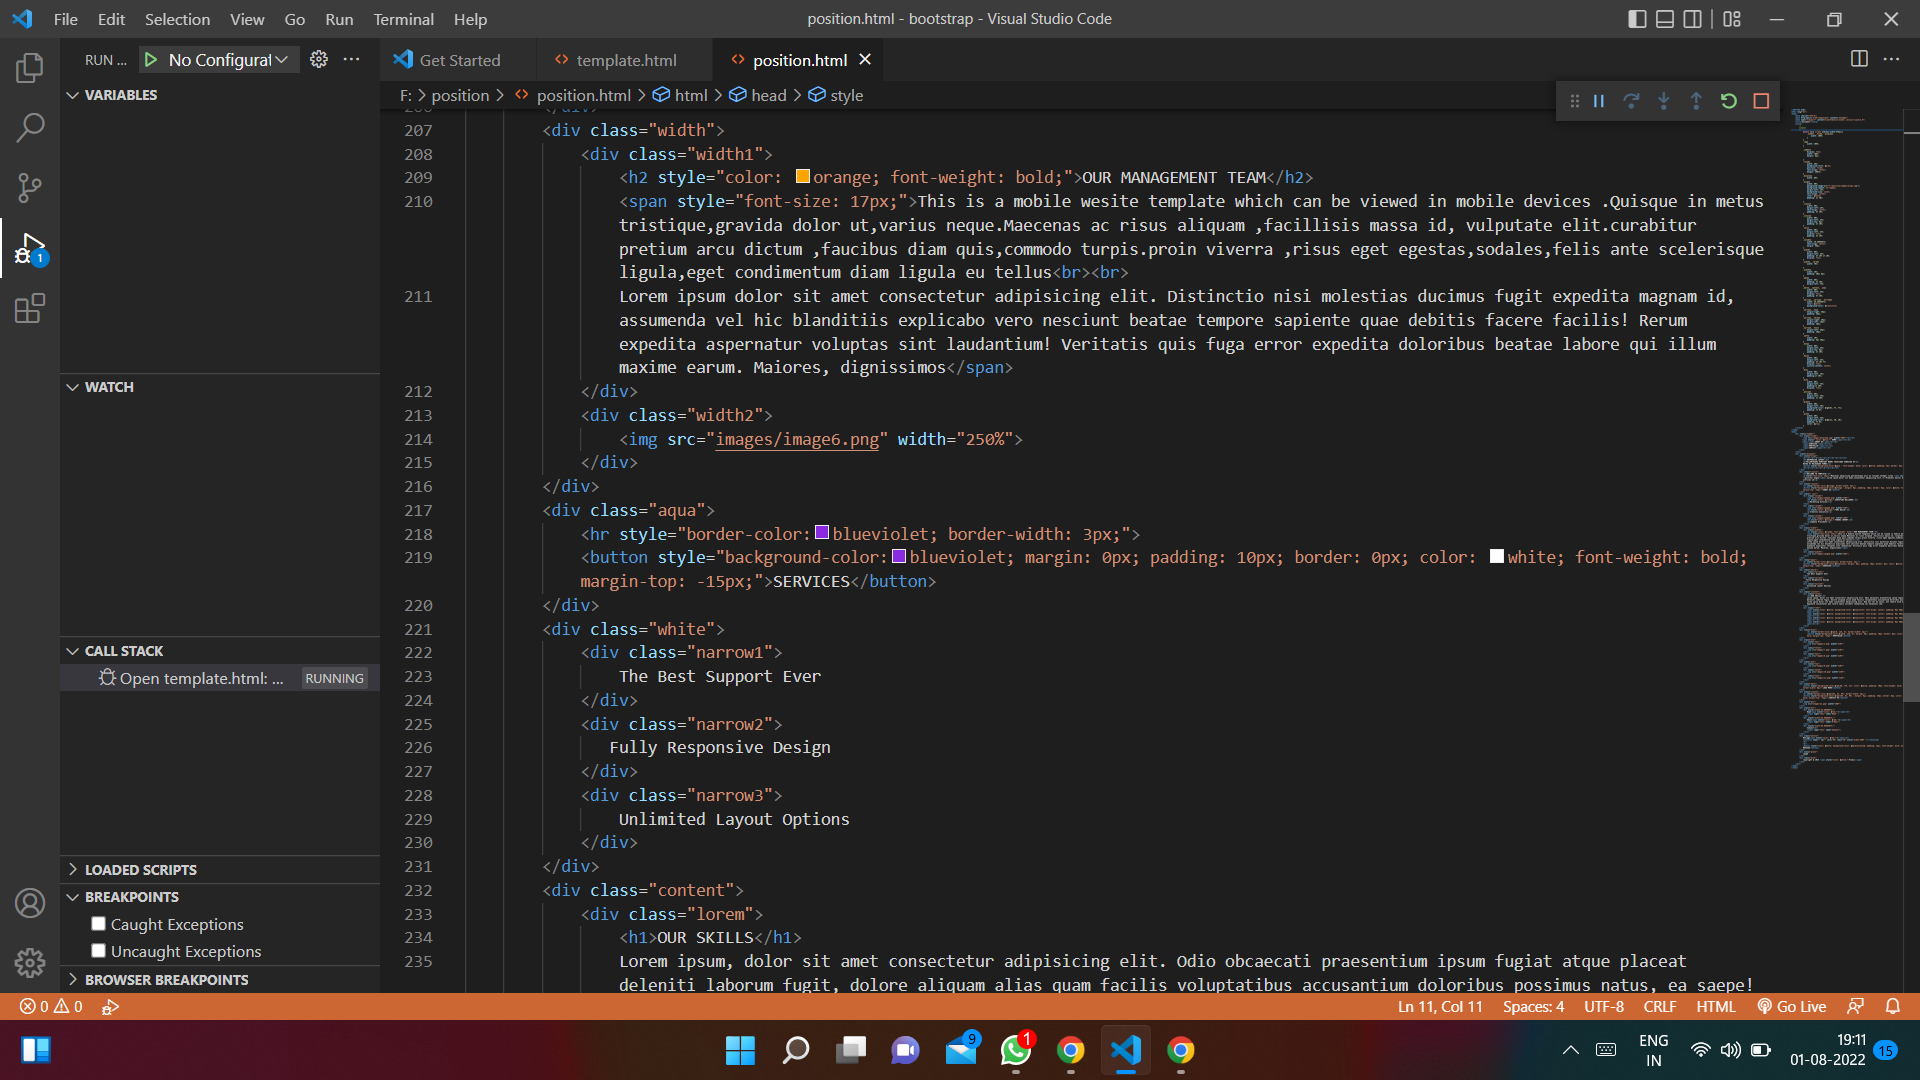 File Edit Selection View Go Run Terminal Help
position.html - bootstrap - Visual Studio Code
RUN ... No Configurat
Get Started
template.html
position.html
F: > position > position.html > html > head > style
VARIABLES
WATCH
CALL STACK
Open template.html: ... RUNNING
LOADED SCRIPTS
BREAKPOINTS
Caught Exceptions
Uncaught Exceptions
BROWSER BREAKPOINTS
1
207 <div class="width">
208 <div class="width1">
209 <h2 style="color: orange; font-weight: bold;">OUR MANAGEMENT TEAM</h2>
210 <span style="font-size: 17px;">This is a mobile wesite template which can be viewed in mobile devices .Quisque in metus
tristique,gravida dolor ut,varius neque.Maecenas ac risus aliquam ,facillisis massa id, vulputate elit.curabitur
pretium arcu dictum ,faucibus diam quis,commodo turpis.proin viverra ,risus eget egestas,sodales,felis ante scelerisque
ligula,eget condimentum diam ligula eu tellus<br><br>
211 Lorem ipsum dolor sit amet consectetur adipisicing elit. Distinctio nisi molestias ducimus fugit expedita magnam id,
assumenda vel hic blanditiis explicabo vero nesciunt beatae tempore sapiente quae debitis facere facilis! Rerum
expedita aspernatur voluptas sint laudantium! Veritatis quis fuga error expedita doloribus beatae labore qui illum
maxime earum. Maiores, dignissimos</span>
212 </div>
213 <div class="width2">
214 <img src="images/image6.png" width="250%">
215 </div>
216 </div>
217 <div class="aqua">
218 <hr style="border-color: blueviolet; border-width: 3px;">
219 <button style="background-color: blueviolet; margin: 0px; padding: 10px; border: 0px; color: white; font-weight: bold;
margin-top: -15px;">SERVICES</button>
220 </div>
221 <div class="white">
222 <div class="narrow1">
223 The Best Support Ever
224 </div>
225 <div class="narrow2">
226 Fully Responsive Design
227 </div>
228 <div class="narrow3">
229 Unlimited Layout Options
230 </div>
231 </div>
232 <div class="content">
233 <div class="lorem">
234 <h1>OUR SKILLS</h1>
235 Lorem ipsum, dolor sit amet consectetur adipisicing elit. Odio obcaecati praesentium ipsum fugiat atque placeat
deleniti laborum fugit, dolore aliquam alias quam facilis voluptatibus accusantium doloribus possimus natus, ea saepe!
0 0
Ln 11, Col 11 Spaces: 4 UTF-8 CRLF HTML Go Live
9 1
ENG
IN
19:11
01-08-2022 15